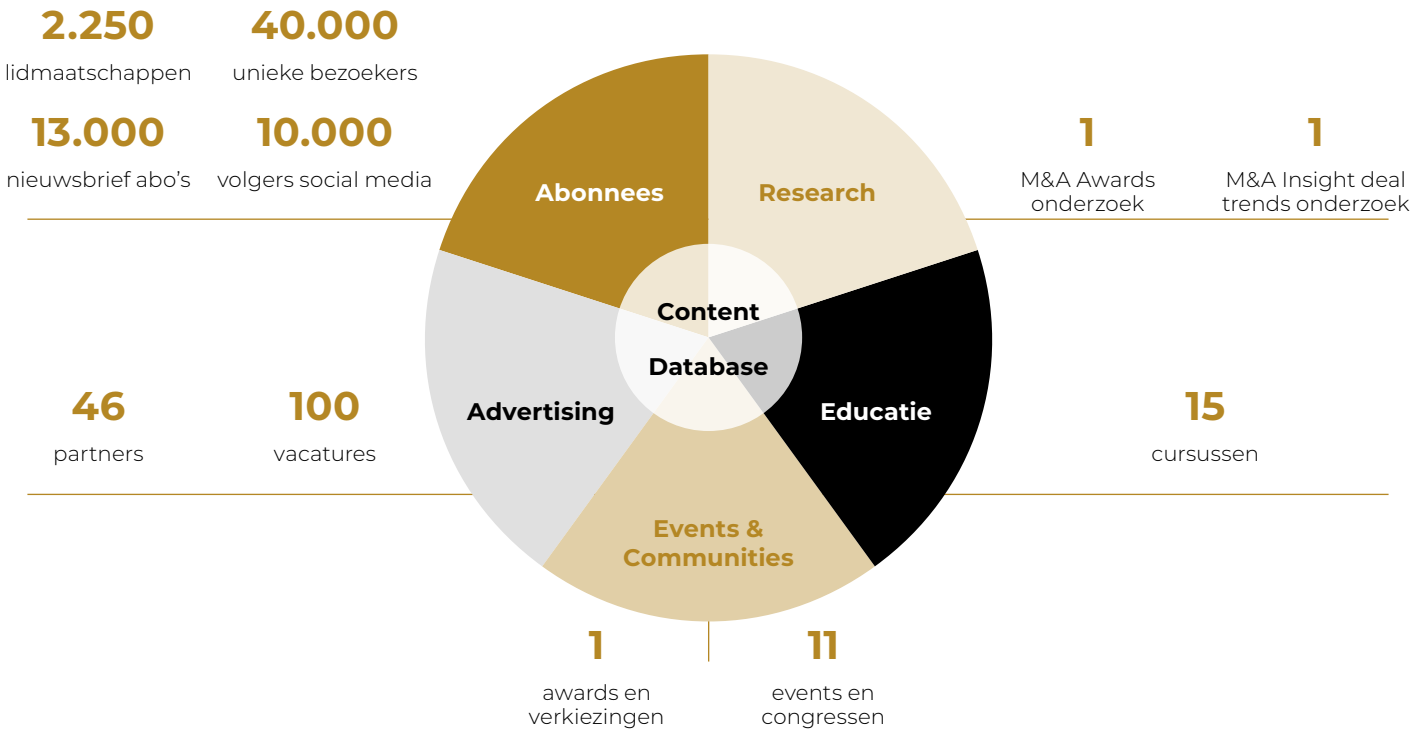 2.250
lidmaatschappen
40.000
unieke bezoekers
13.000
nieuwsbrief abo’s
10.000
volgers social media
Abonnees
Research
1
M&A Awards
onderzoek
1
M&A Insight deal
trends onderzoek
Content
Database
46
partners
100
vacatures
Advertising
Educatie
15
cursussen
Events &
Communities
1
awards en
verkiezingen
11
events en
congressen